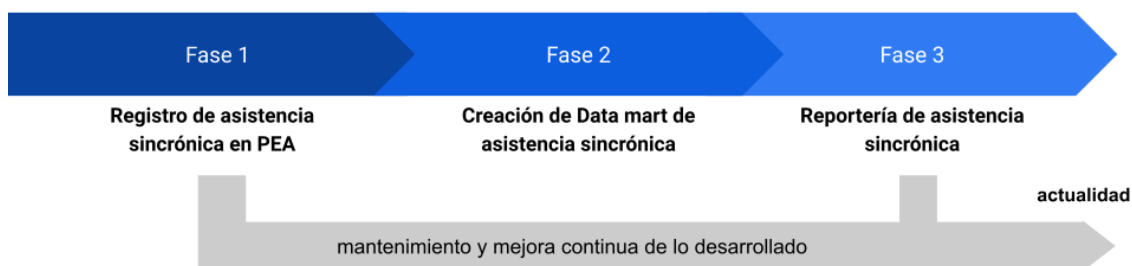 Fase 1
Fase 2
Fase 3
Registro de asistencia
sincrónica en PEA
Creación de Data mart de
asistencia sincrónica
Reportería de asistencia
sincrónica
actualidad
mantenimiento y mejora continua de lo desarrollado